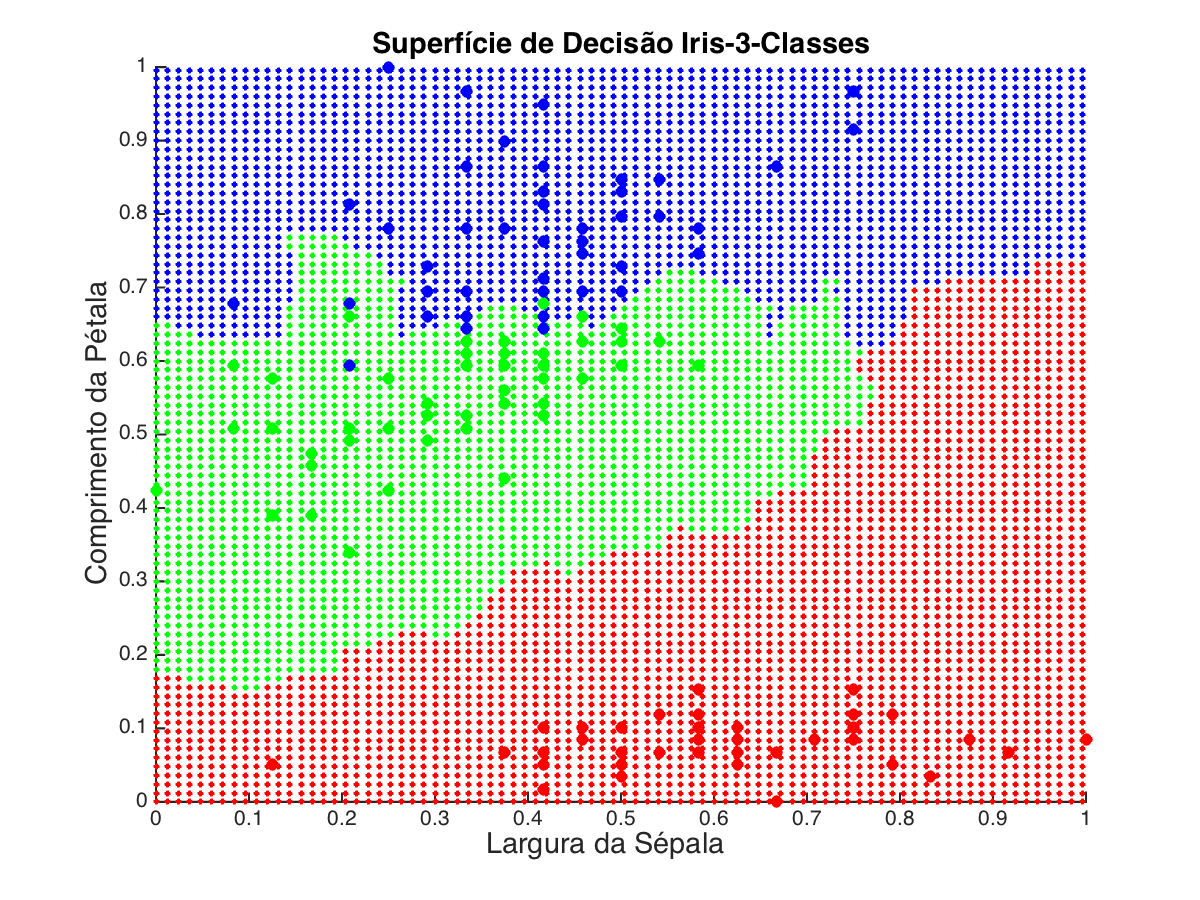 Superfície de Decisão Iris-3-Classes
Comprimento da Pétala
1
0.9
0.8
0.7
0.6
0.5
0.4
0.3
0.2
0.1
0
0 0.1 0.2 0.3 0.4 0.5 0.6 0.7 0.8 0.9 1
Largura da Sépala